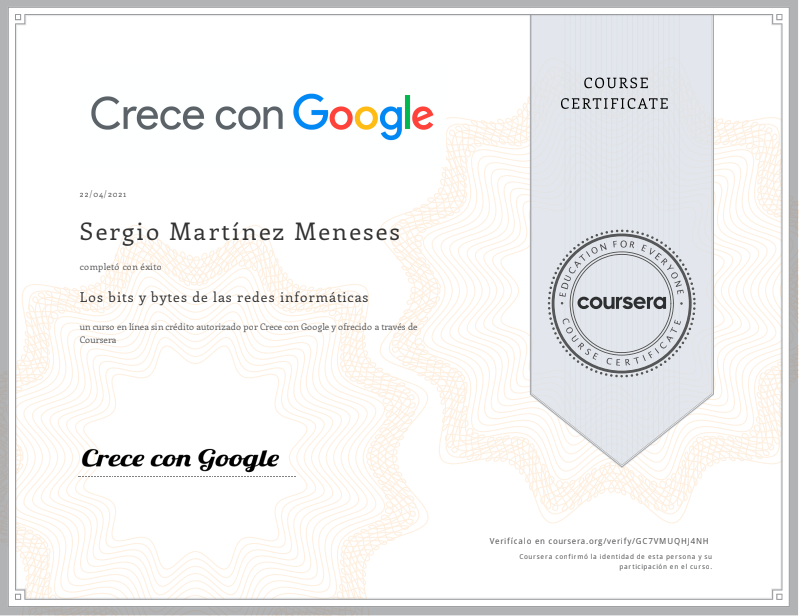 Crece con Google
COURSE
CERTIFICATE
22/04/2021
Sergio Martínez Meneses
completó con éxito
Los bits y bytes de las redes informáticas
un curso en línea sin crédito autorizado por Crece con Google y ofrecido a través de
Coursera
EDUCATION FOR EVERYONE
coursera
COURSE CERTIFICATE
Crece con Google
Verifícalo en coursera.org/verify/GC7VMUQHJ4NH
Coursera confirmó la identidad de esta persona y su
participación en el curso.